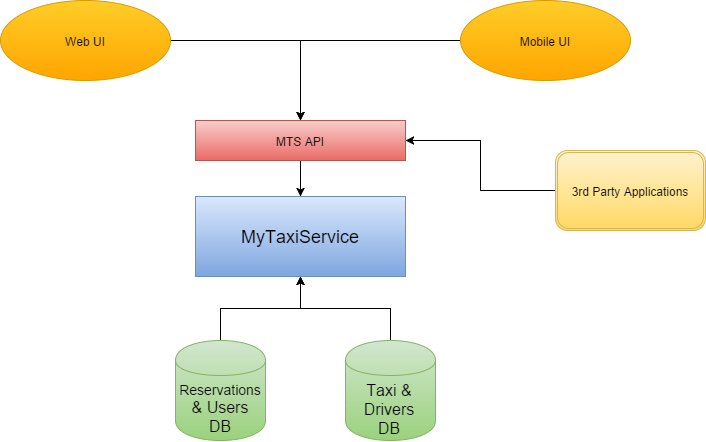 Web UI
Mobile UI
MTS API
3rd Party Applications
MyTaxiService
Reservations
& Users
DB
Taxi &
Drivers
DB